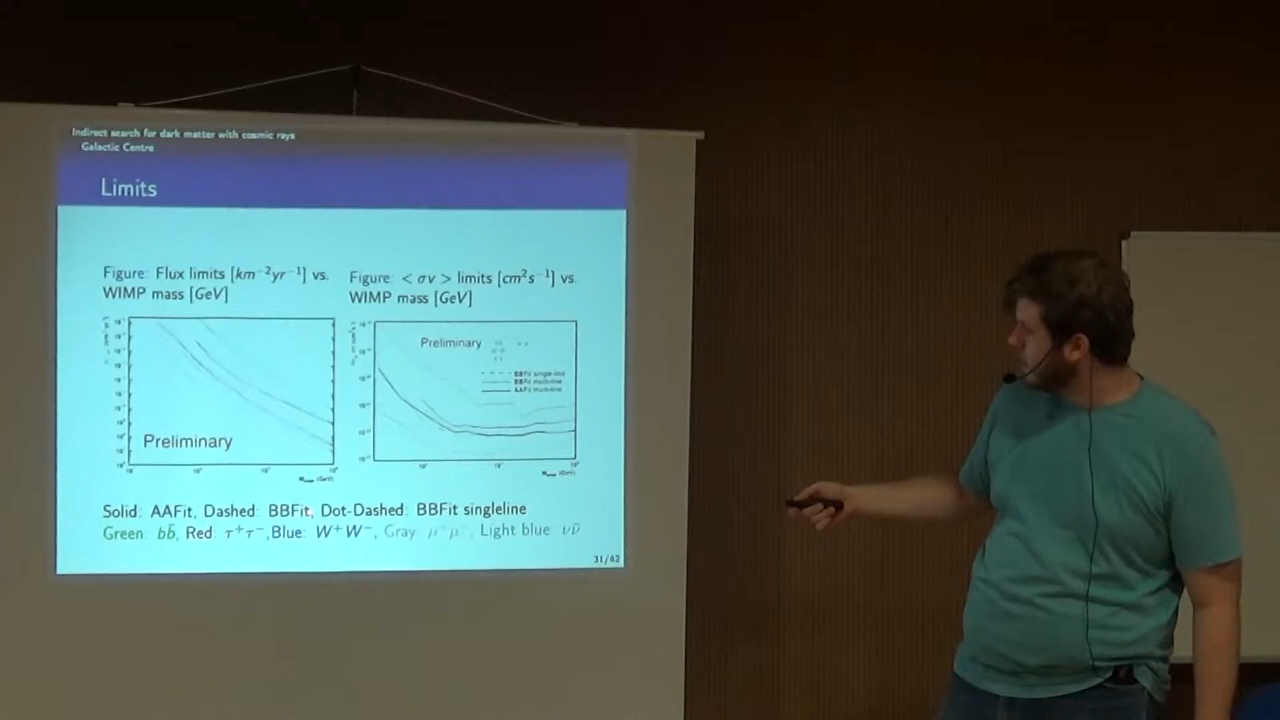 Indirect search for dark matter with cosmic rays
Galactic Centre
Limits
Figure: Flux limits [km⁻²yr⁻¹] vs.
WIMP mass [GeV]
Figure: < σv > limits [cm²s⁻¹] vs.
WIMP mass [GeV]
Preliminary
Preliminary
BBFit single-line
BBFit multi-line
AAFit multi-line
Solid: AAFit, Dashed: BBFit, Dot-Dashed: BBFit singleline
Green: bb̄, Red: τ⁺τ⁻, Blue: W⁺W⁻, Gray μ⁺μ⁻, Light blue νν̄
31/42